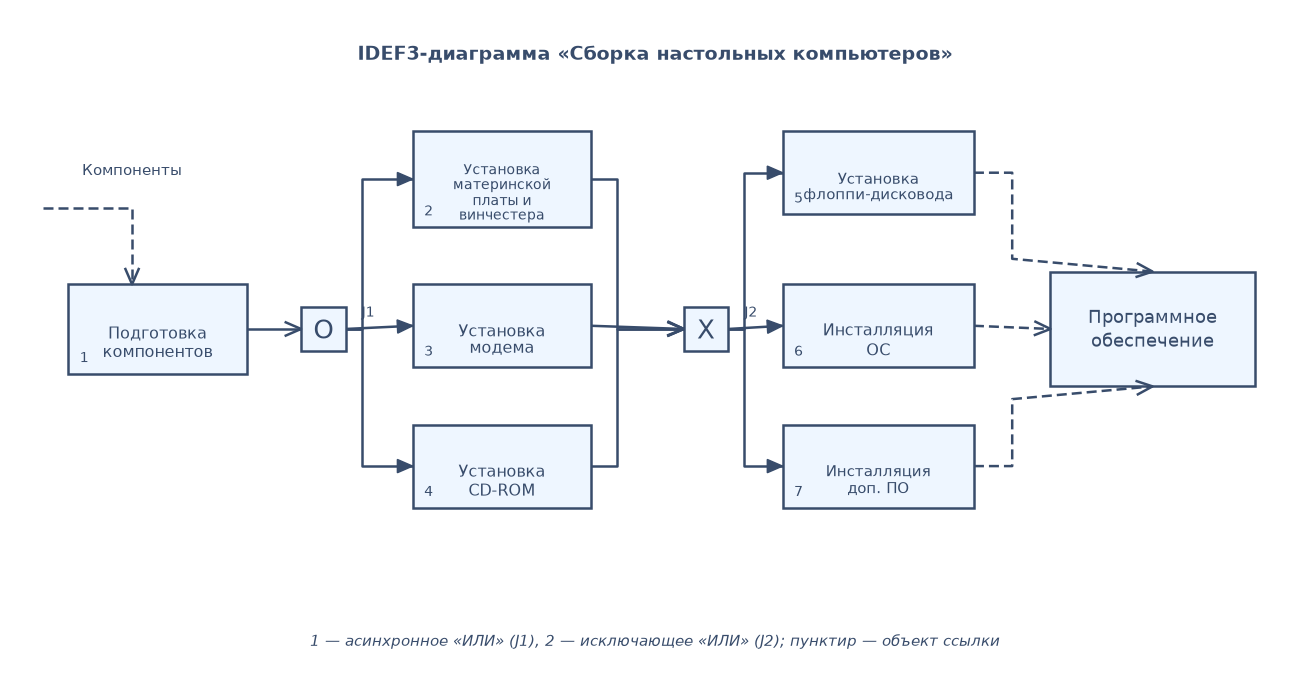 IDEF3-диаграмма «Сборка настольных компьютеров»
Компоненты
Подготовка
компонентов
1
O
J1
Установка
материнской
платы и
винчестера
2
Установка
модема
3
Установка
CD-ROM
4
X
J2
Установка
флоппи-дисковода
5
Инсталляция
ОС
6
Инсталляция
доп. ПО
7
Программное
обеспечение
1 — асинхронное «ИЛИ» (J1), 2 — исключающее «ИЛИ» (J2); пунктир — объект ссылки